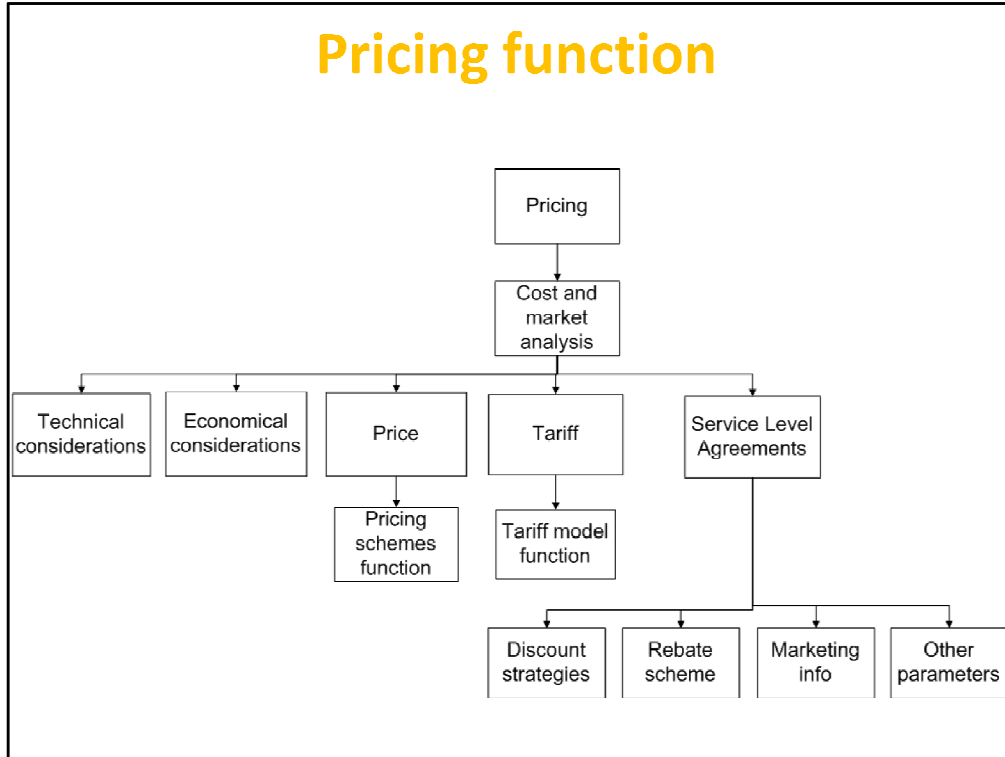 Pricing function
Pricing
Cost and
market
analysis
Technical
considerations
Economical
considerations
Price
Tariff
Service Level
Agreements
Pricing
schemes
function
Tariff model
function
Discount
strategies
Rebate
scheme
Marketing
info
Other
parameters